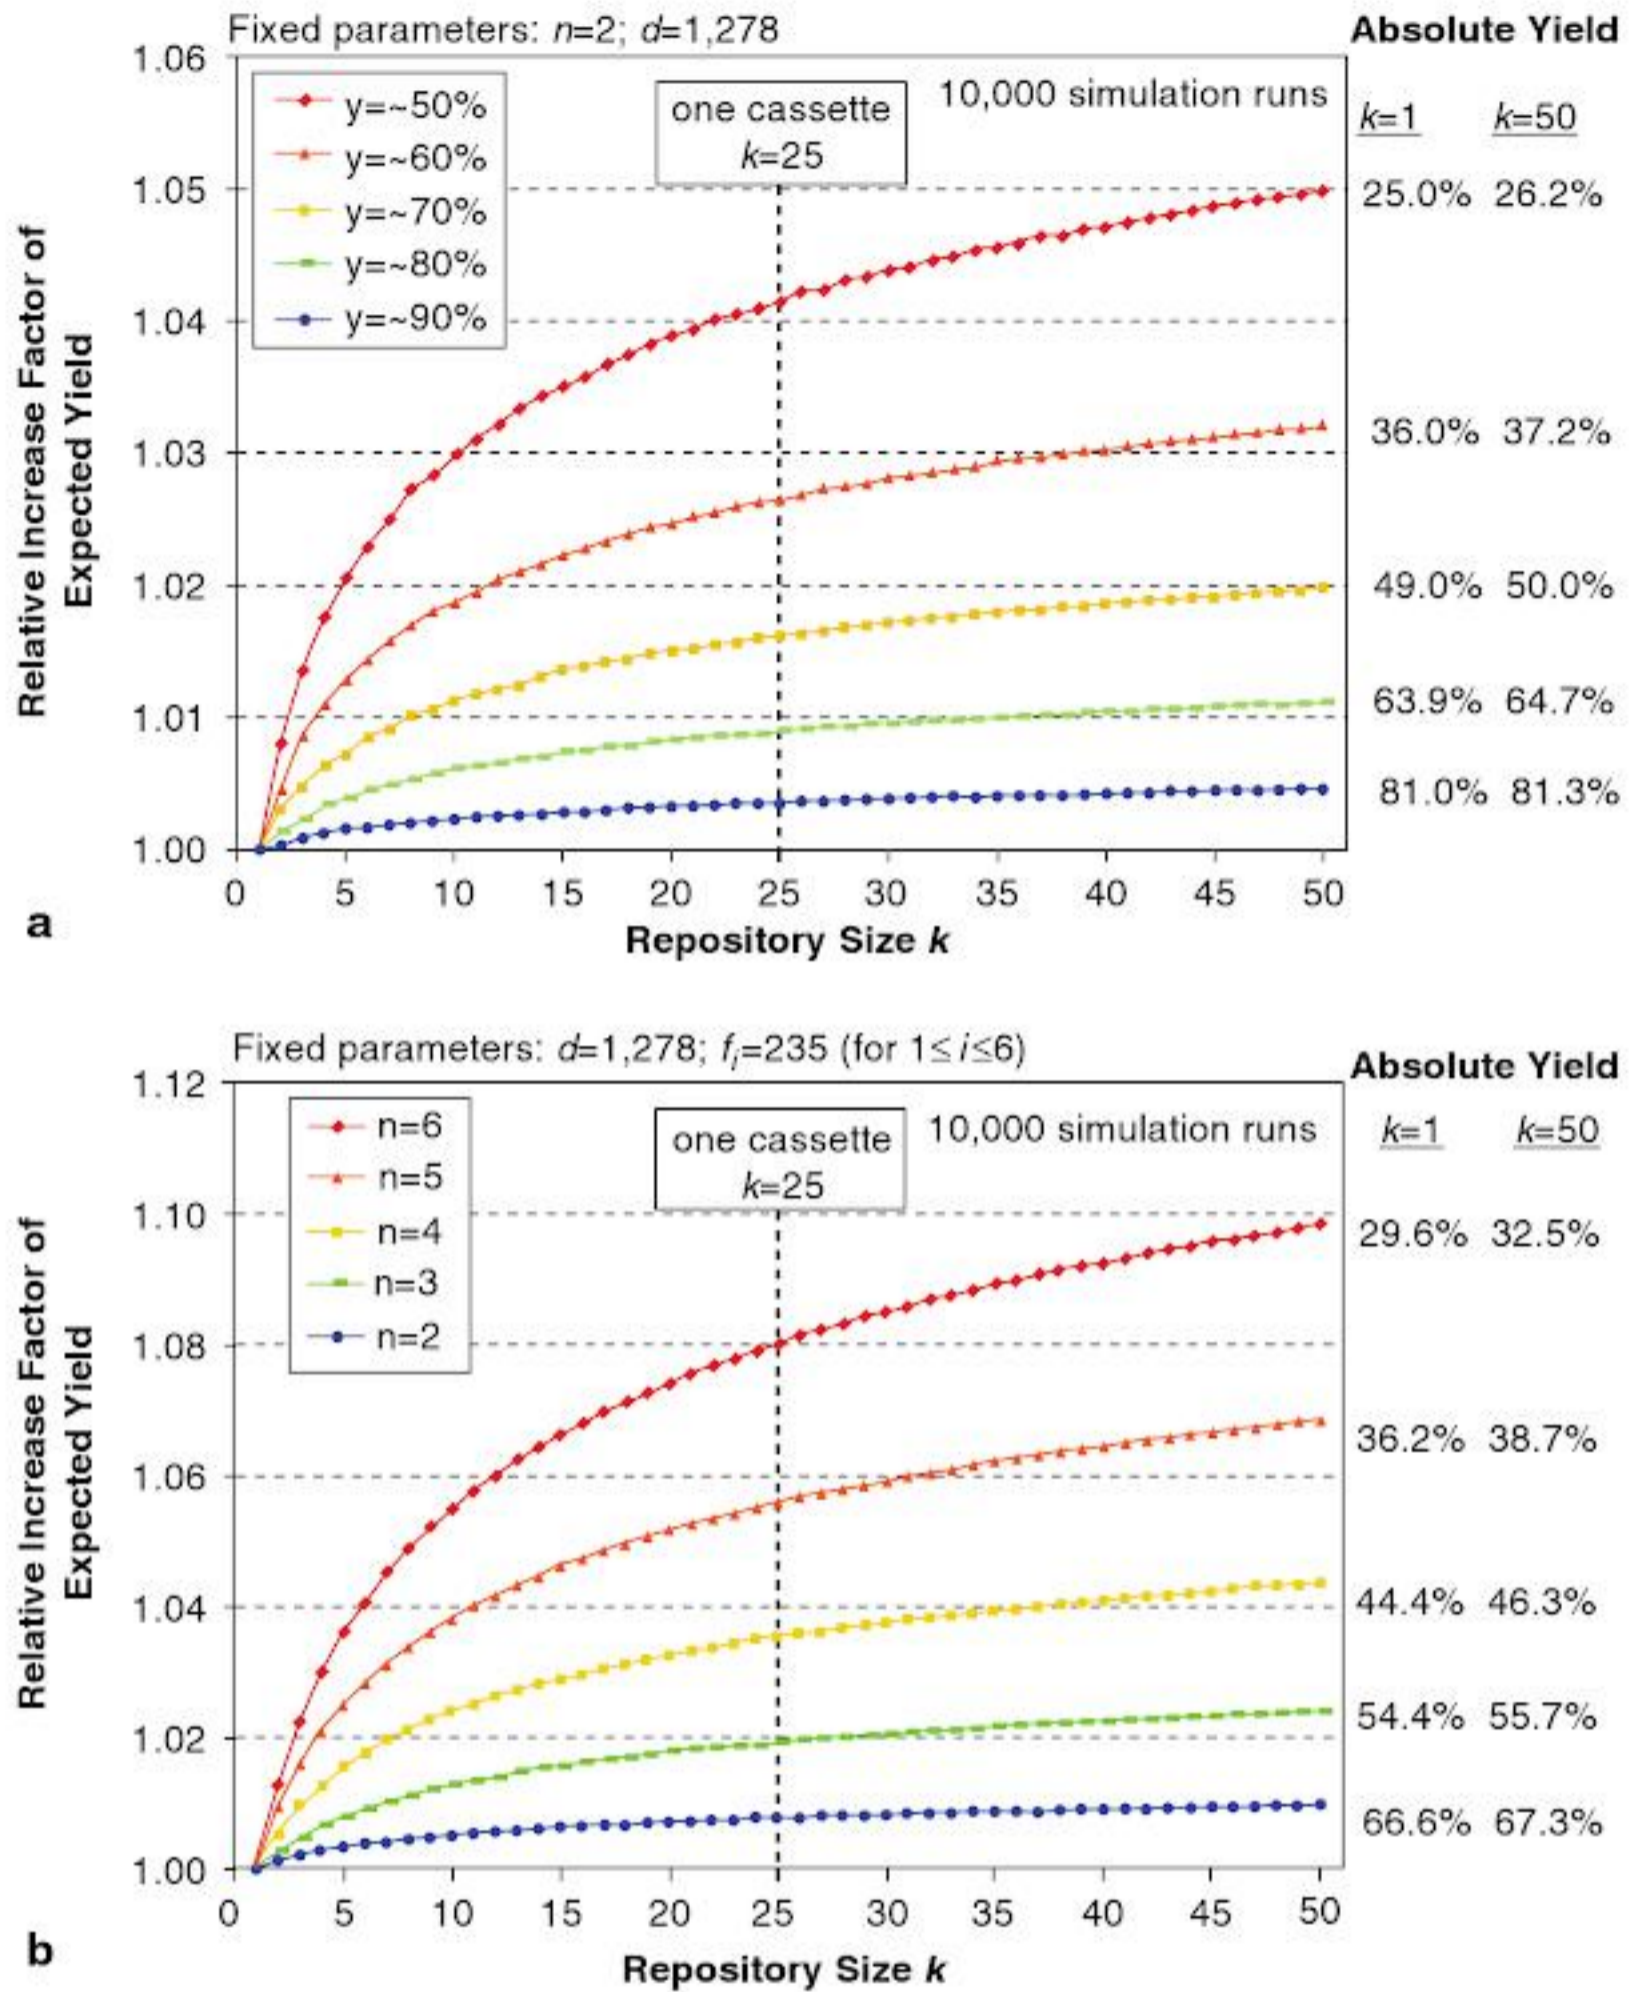 Fixed parameters: n=2; d=1,278
Absolute Yield
1.06
1.05
1.04
1.03
1.02
1.01
1.00
Relative Increase Factor of
Expected Yield
y=~50%
y=~60%
y=~70%
y=~80%
y=~90%
one cassette
k=25
10,000 simulation runs
k=1 k=50
25.0% 26.2%
36.0% 37.2%
49.0% 50.0%
63.9% 64.7%
81.0% 81.3%
0 5 10 15 20 25 30 35 40 45 50
Repository Size k
a
Fixed parameters: d=1,278; fi=235 (for 1≤i≤6)
Absolute Yield
1.12
1.10
1.08
1.06
1.04
1.02
1.00
Relative Increase Factor of
Expected Yield
n=6
n=5
n=4
n=3
n=2
one cassette
k=25
10,000 simulation runs
k=1 k=50
29.6% 32.5%
36.2% 38.7%
44.4% 46.3%
54.4% 55.7%
66.6% 67.3%
0 5 10 15 20 25 30 35 40 45 50
Repository Size k
b